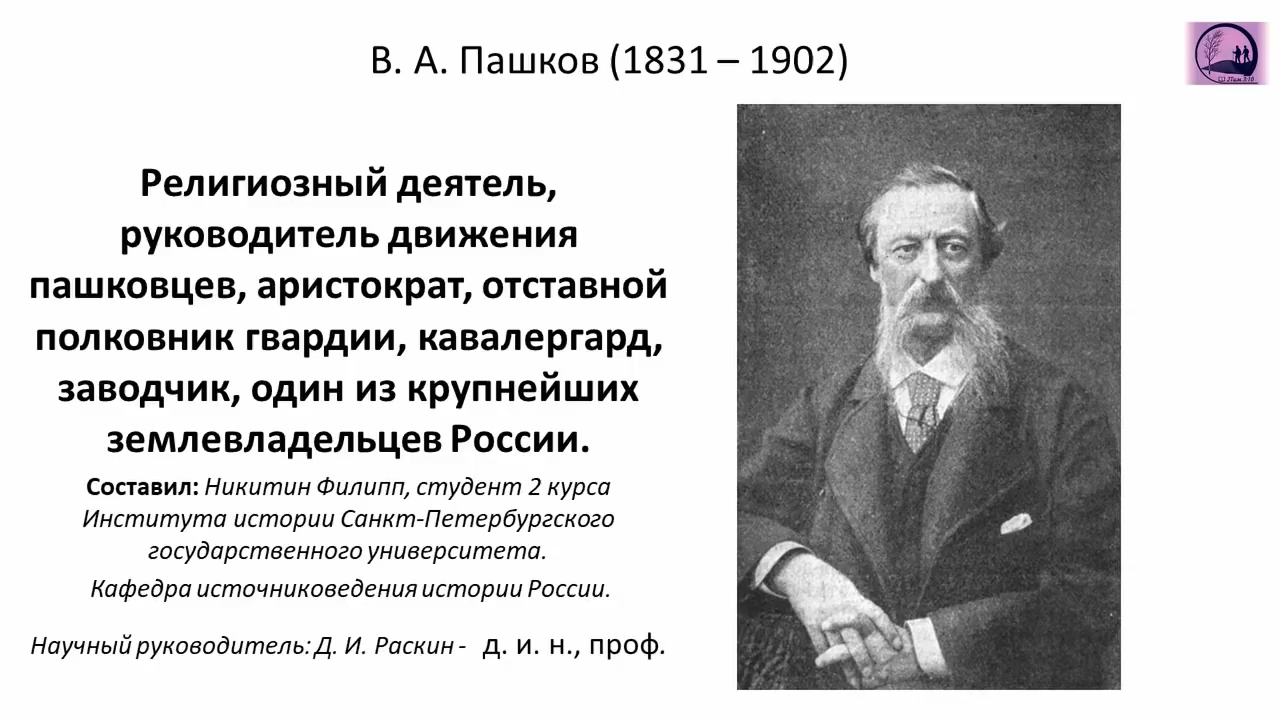 В. А. Пашков (1831 – 1902)
Религиозный деятель,
руководитель движения
пашковцев, аристократ, отставной
полковник гвардии, кавалергард,
заводчик, один из крупнейших
землевладельцев России.
Составил: Никитин Филипп, студент 2 курса
Института истории Санкт-Петербургского
государственного университета.
Кафедра источниковедения истории России.
Научный руководитель: Д. И. Раскин - д. и. н., проф.